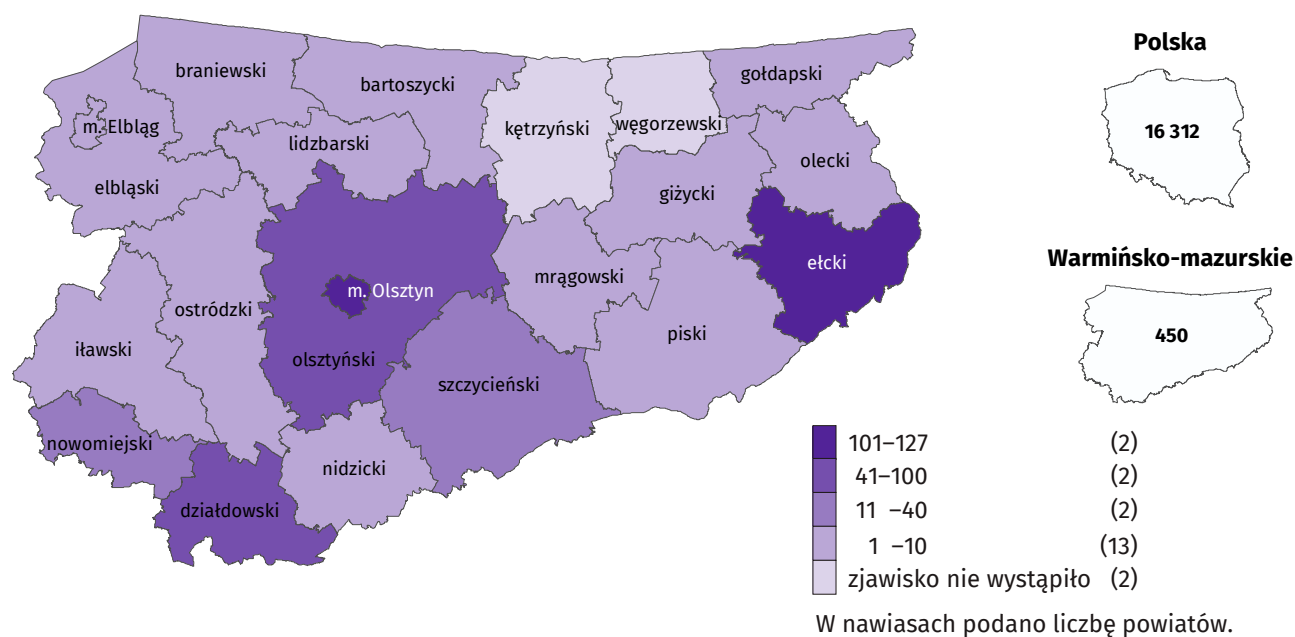 braniewski
bartoszycki
gołdapski
m. Elbląg
lidzbarski
kętrzyński
węgorzewski
olecki
elbląski
giżycki
ełcki
mrągowski
m. Olsztyn
ostródzki
iławski
olsztyński
piski
szczycieński
nowomiejski
nidzicki
działdowski
Polska
16 312
Warmińsko-mazurskie
450
101–127 (2)
41–100 (2)
11 –40 (2)
1 –10 (13)
zjawisko nie wystąpiło (2)
W nawiasach podano liczbę powiatów.